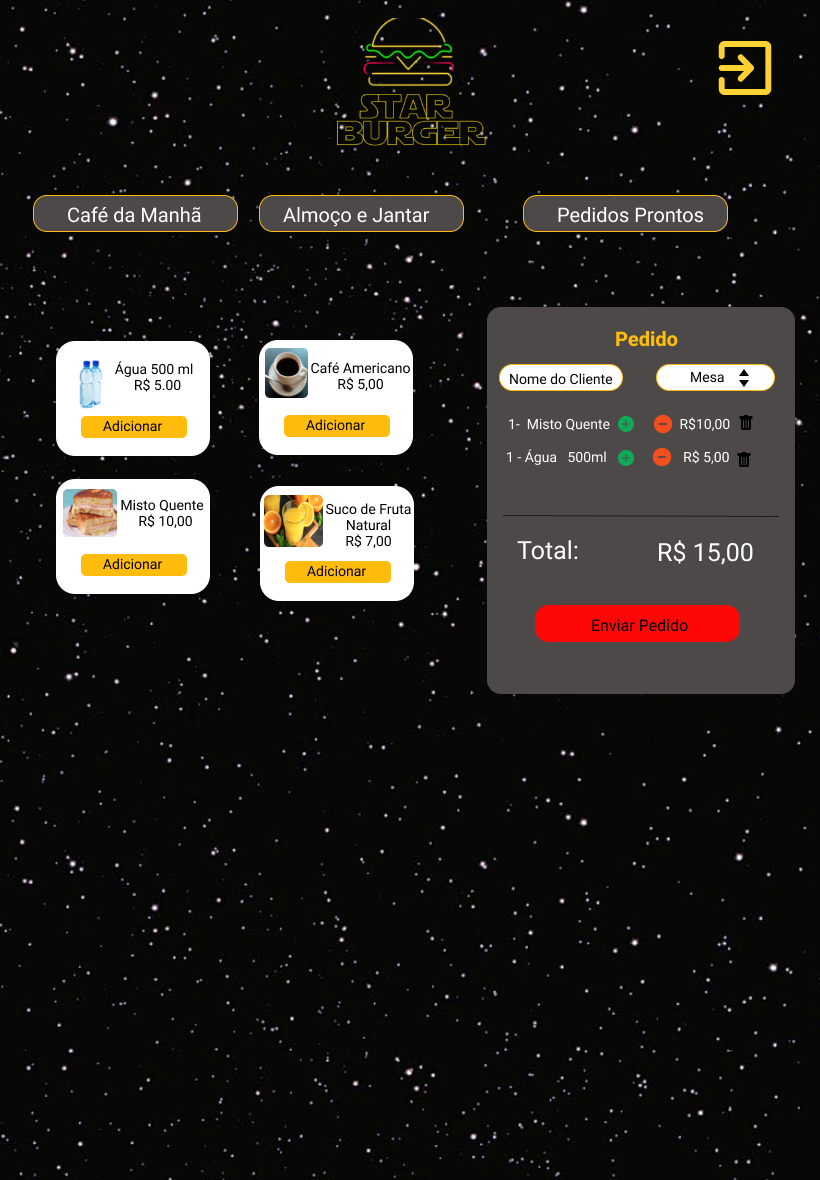 STAR
BURGER
Café da Manhã
Almoço e Jantar
Pedidos Prontos
Água 500 ml
R$ 5.00
Adicionar
Café Americano
R$ 5,00
Adicionar
Misto Quente
R$ 10,00
Adicionar
Suco de Fruta
Natural
R$ 7,00
Adicionar
Pedido
Nome do Cliente
Mesa
1- Misto Quente R$10,00
1 - Água 500ml R$ 5,00
Total: R$ 15,00
Enviar Pedido